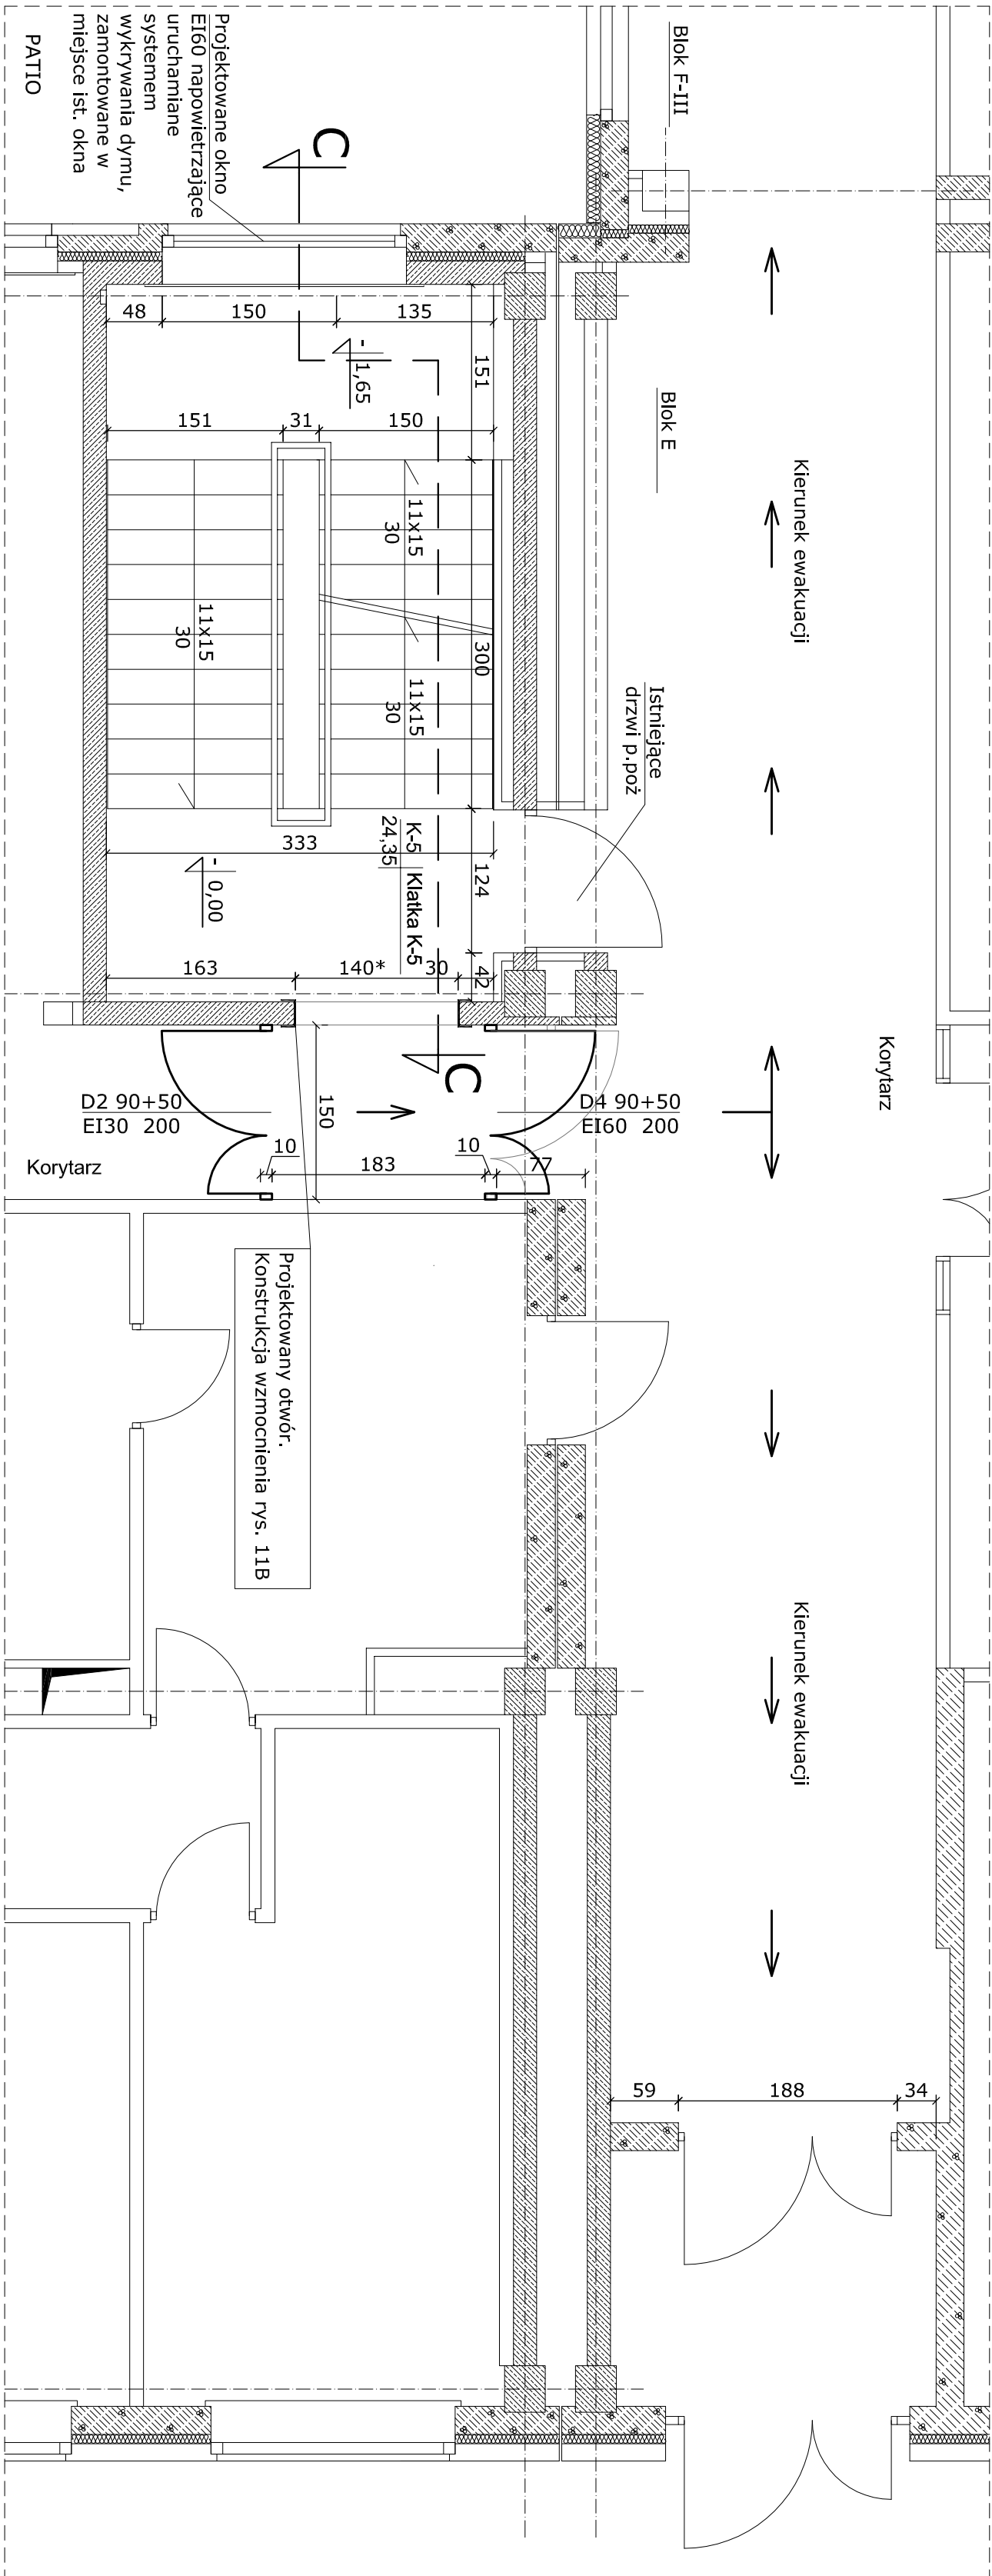 Blok F-III
Projektowane okno
EI60 napowietrzające
uruchamiane
systemem
wykrywania dymu,
zamontowane w
miejsce ist. okna
PATIO
C
48
150
135
151
-
1,65
151
31
150
Blok E
Kierunek ewakuacji
11x15
30
11x15
30
11x15
30
300
Istniejące
drzwi p.poż
333
124
K-5
24,35
Klatka K-5
-
0,00
163
140*
30
42
C
Korytarz
D2 90+50
EI30 200
150
D4 90+50
EI60 200
10
183
10
77
Korytarz
Projektowany otwór.
Konstrukcja wzmocnienia rys. 11B
Kierunek ewakuacji
59
188
34